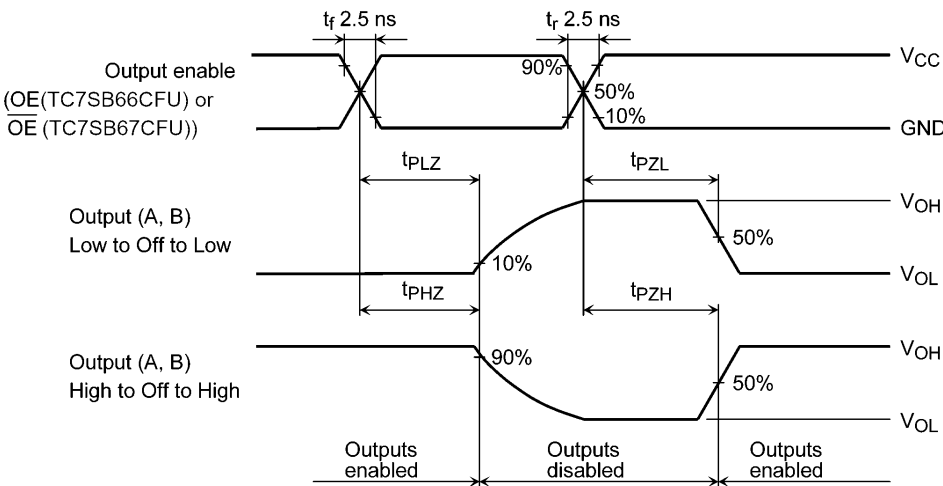 tf 2.5 ns
tr 2.5 ns
Output enable
(OE(TC7SB66CFU) or
OE (TC7SB67CFU))
90%
50%
10%
VCC
GND
tPLZ
tPZL
Output (A, B)
Low to Off to Low
10%
50%
VOH
VOL
tPHZ
tPZH
Output (A, B)
High to Off to High
90%
50%
VOH
VOL
Outputs
enabled
Outputs
disabled
Outputs
enabled